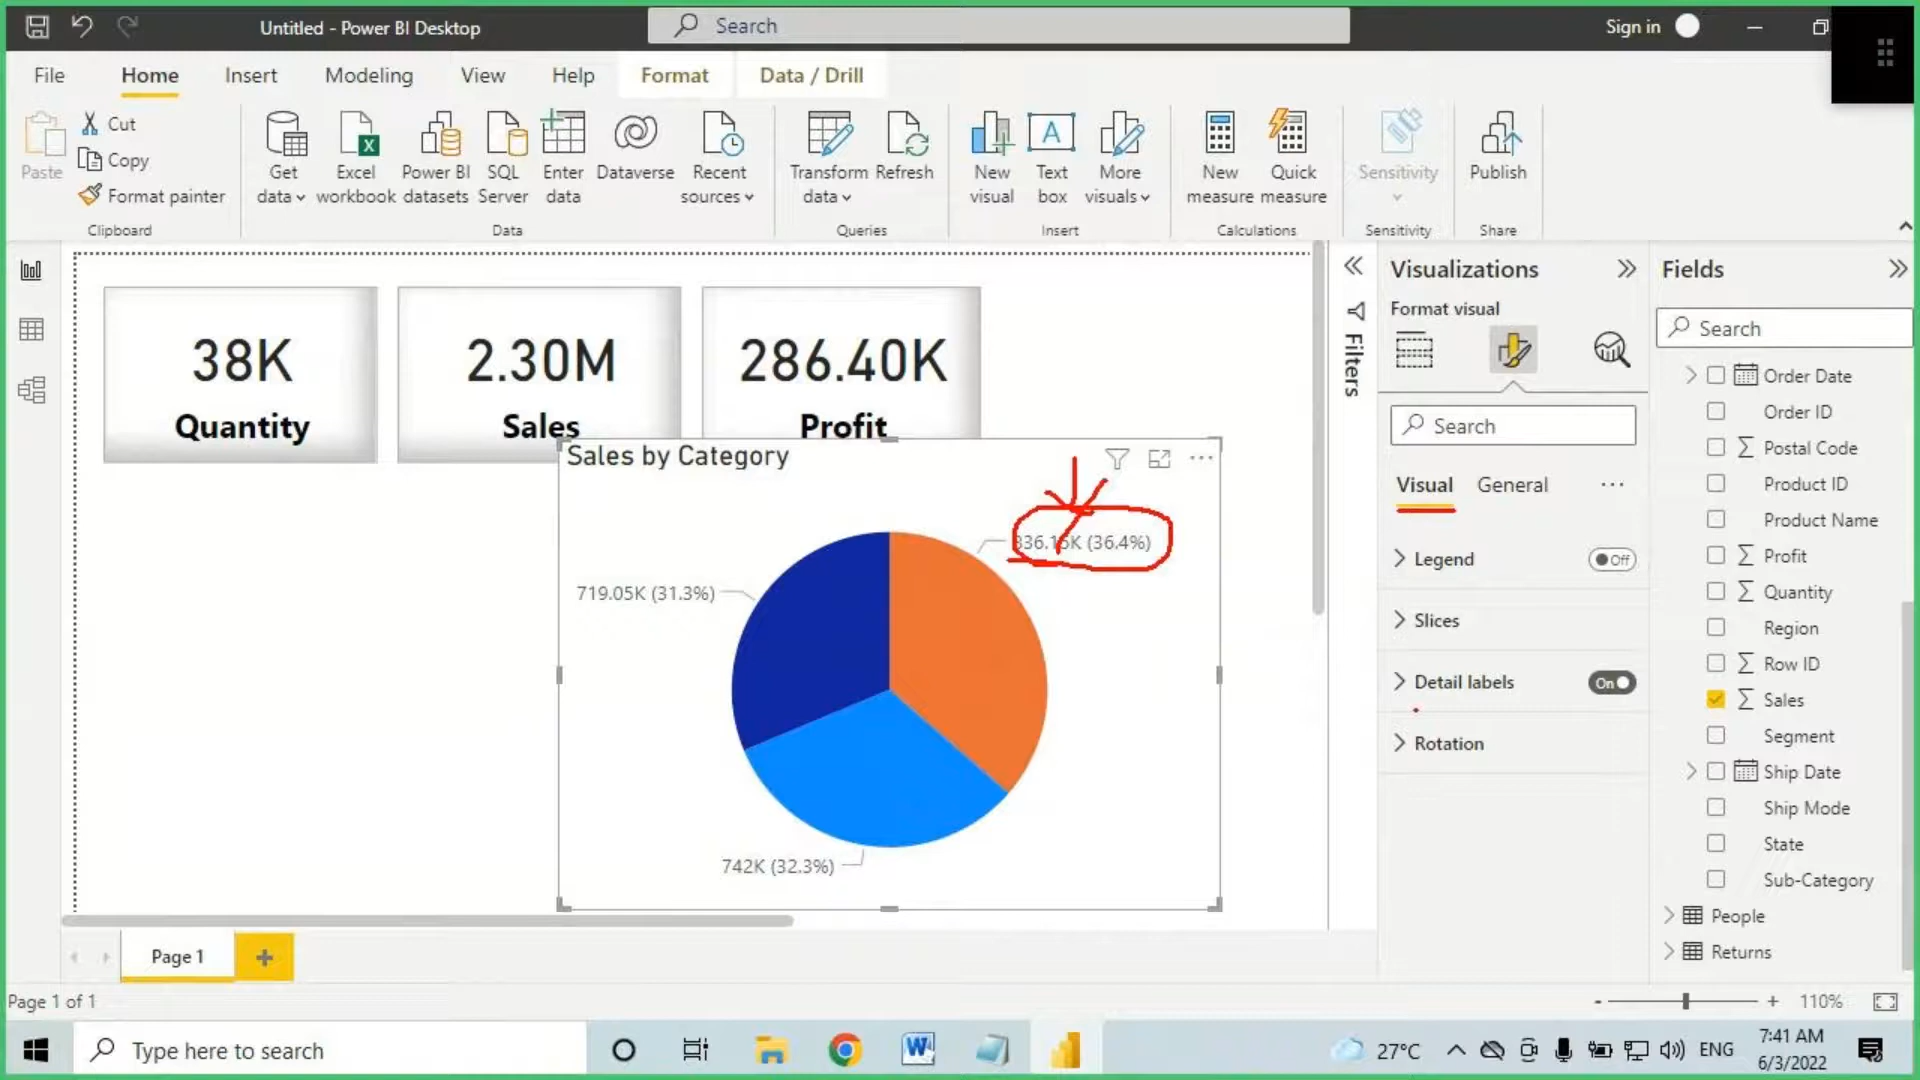 Untitled - Power BI Desktop
Search
Sign in
File
Home
Insert
Modeling
View
Help
Format
Data / Drill
Paste
Cut
Copy
Format painter
Clipboard
Get data
Excel workbook
Power BI datasets
SQL Server
Enter data
Dataverse
Recent sources
Data
Transform data
Refresh
Queries
New visual
Text box
More visuals
Insert
New measure
Quick measure
Calculations
Sensitivity
Sensitivity
Publish
Share
38K
Quantity
2.30M
Sales
286.40K
Profit
Sales by Category
(36.4%)
719.05K (31.3%)
742K (32.3%)
Filters
Visualizations
Format visual
Search
Visual
General
Legend
Off
Slices
Detail labels
On
Rotation
Fields
Search
Order Date
Order ID
Postal Code
Product ID
Product Name
Profit
Quantity
Region
Row ID
Sales
Segment
Ship Date
Ship Mode
State
Sub-Category
People
Returns
Page 1
Page 1 of 1
110%
Type here to search
27°C
ENG
7:41 AM
6/3/2022